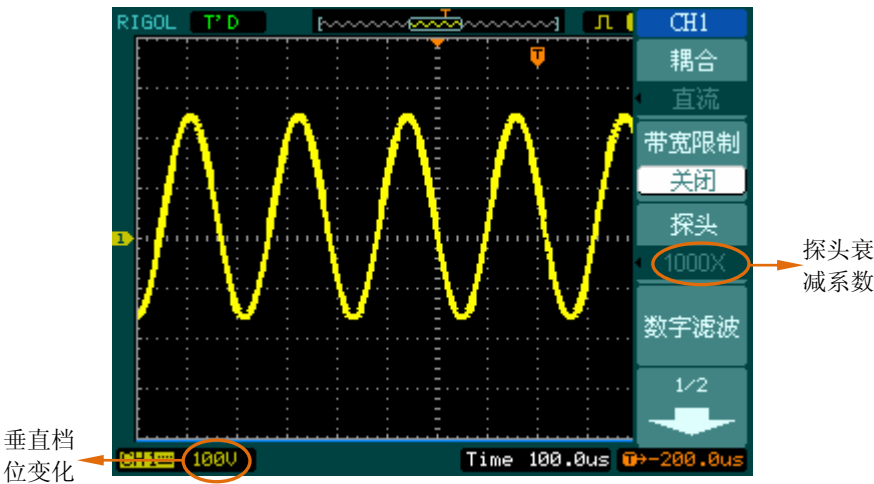 RIGOL T'D T CH1
耦合
直流
带宽限制
关闭
探头
1000X
数字滤波
1/2
T
1
探头衰
减系数
垂直档
位变化
CH1 100V Time 100.0us T→-200.0us